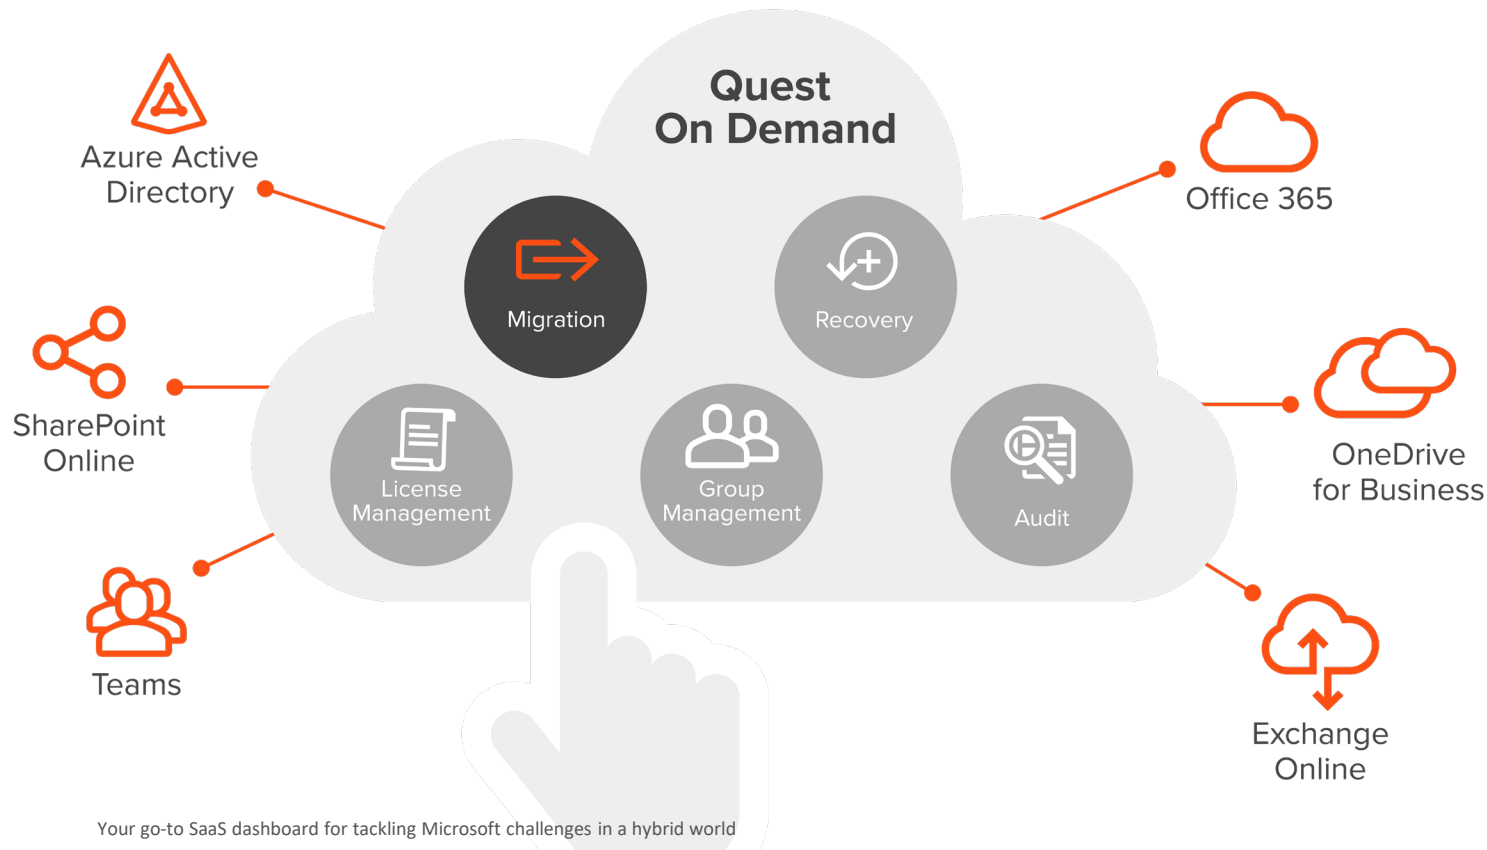 Quest
On Demand
Azure Active
Directory
Office 365
Migration
Recovery
SharePoint
Online
OneDrive
for Business
License
Management
Group
Management
Audit
Teams
Exchange
Online
Your go-to SaaS dashboard for tackling Microsoft challenges in a hybrid world